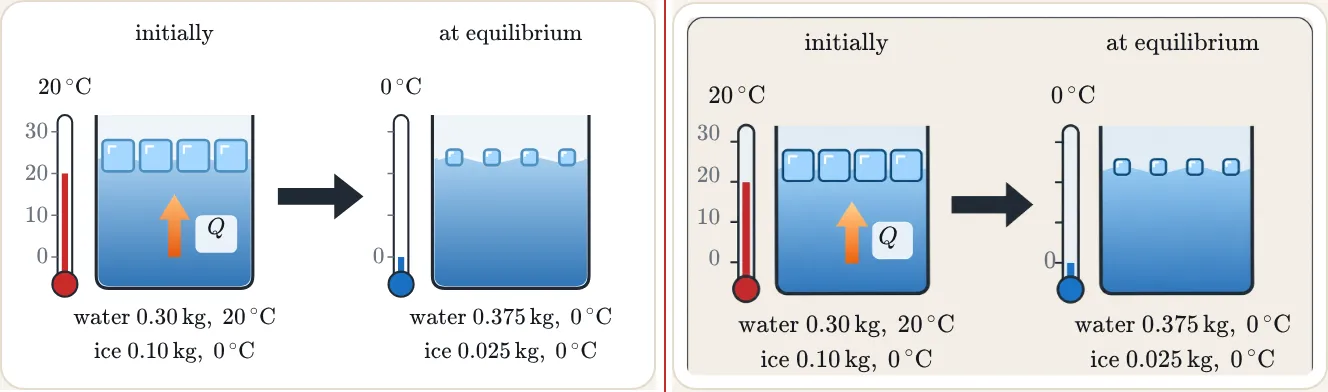 initially
at equilibrium
20 °C
0 °C
30
20
10
0
Q
0
water 0.30 kg, 20 °C
water 0.375 kg, 0 °C
ice 0.10 kg, 0 °C
ice 0.025 kg, 0 °C
initially
at equilibrium
20 °C
0 °C
30
20
10
0
Q
0
water 0.30 kg, 20 °C
water 0.375 kg, 0 °C
ice 0.10 kg, 0 °C
ice 0.025 kg, 0 °C